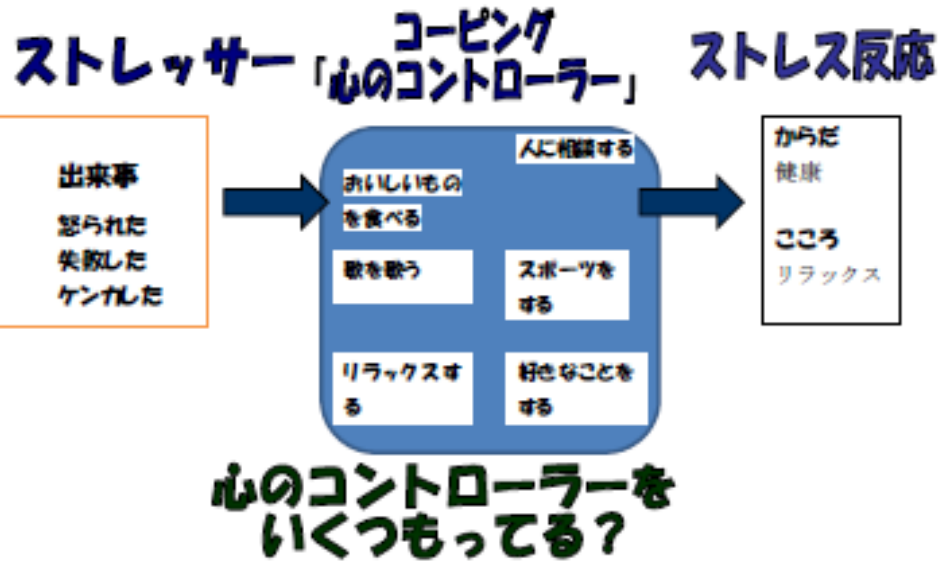 ストレッサー
コーピング
「心のコントローラー」
ストレス反応
出来事
怒られた
失敗した
ケンカした
人に相談する
おいしいもの
を食べる
歌を歌う
スポーツを
する
リラックスす
る
好きなことを
する
からだ
健康
こころ
リラックス
心のコントローラーを
いくつもってる？